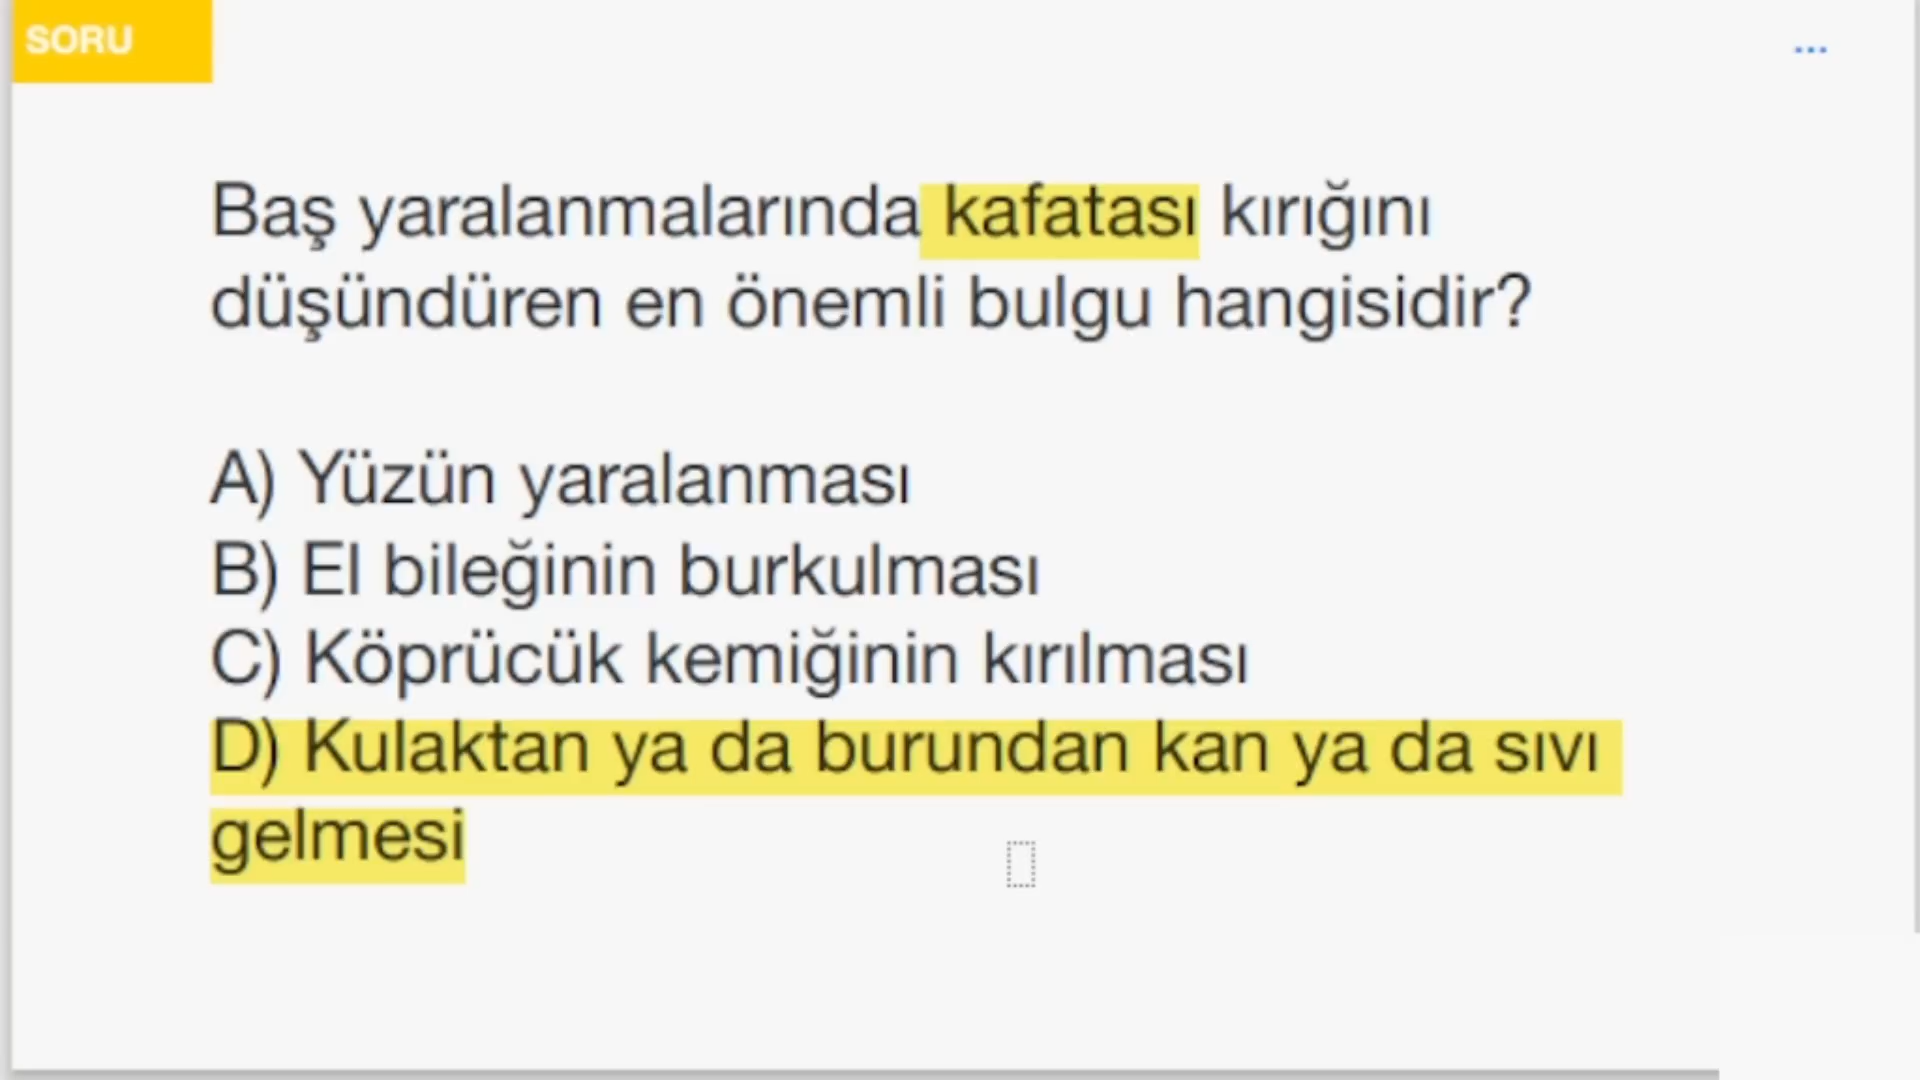 SORU
...
Baş yaralanmalarında kafatası kırığını
düşündüren en önemli bulgu hangisidir?
A) Yüzün yaralanması
B) El bileğinin burkulması
C) Köprücük kemiğinin kırılması
D) Kulaktan ya da burundan kan ya da sıvı
gelmesi